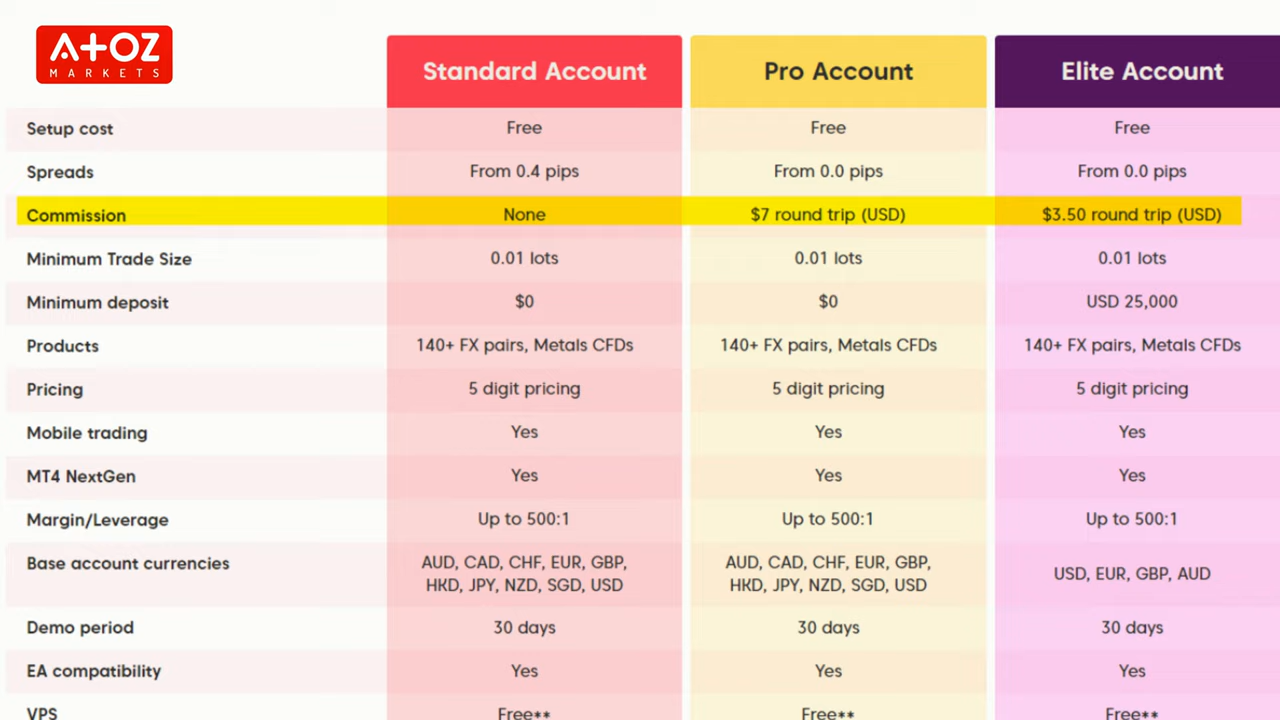 A+OZ
MARKETS
Standard Account Pro Account Elite Account
Setup cost Free Free Free
Spreads From 0.4 pips From 0.0 pips From 0.0 pips
Commission None $7 round trip (USD) $3.50 round trip (USD)
Minimum Trade Size 0.01 lots 0.01 lots 0.01 lots
Minimum deposit $0 $0 USD 25,000
Products 140+ FX pairs, Metals CFDs 140+ FX pairs, Metals CFDs 140+ FX pairs, Metals CFDs
Pricing 5 digit pricing 5 digit pricing 5 digit pricing
Mobile trading Yes Yes Yes
MT4 NextGen Yes Yes Yes
Margin/Leverage Up to 500:1 Up to 500:1 Up to 500:1
Base account currencies AUD, CAD, CHF, EUR, GBP, AUD, CAD, CHF, EUR, GBP, USD, EUR, GBP, AUD
HKD, JPY, NZD, SGD, USD HKD, JPY, NZD, SGD, USD
Demo period 30 days 30 days 30 days
EA compatibility Yes Yes Yes
VPS Free** Free** Free**